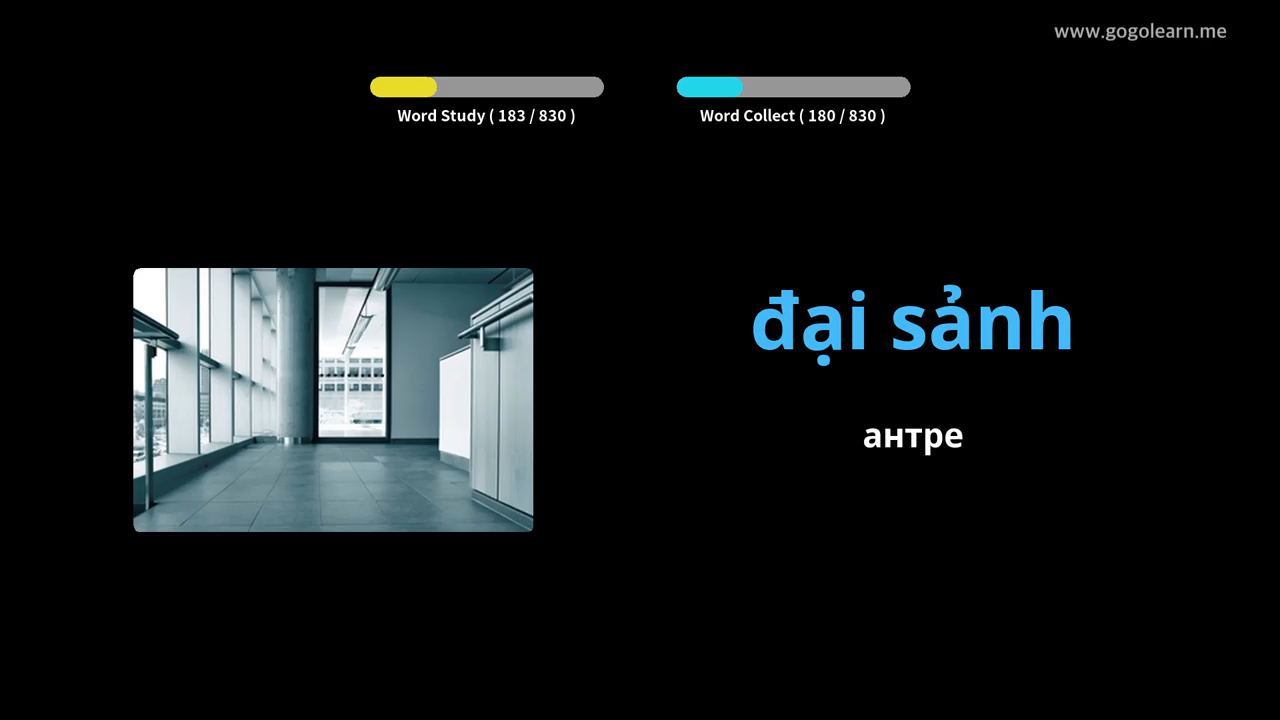 www.gogolearn.me
Word Study ( 183 / 830 )
Word Collect ( 180 / 830 )
đại sảnh
антре